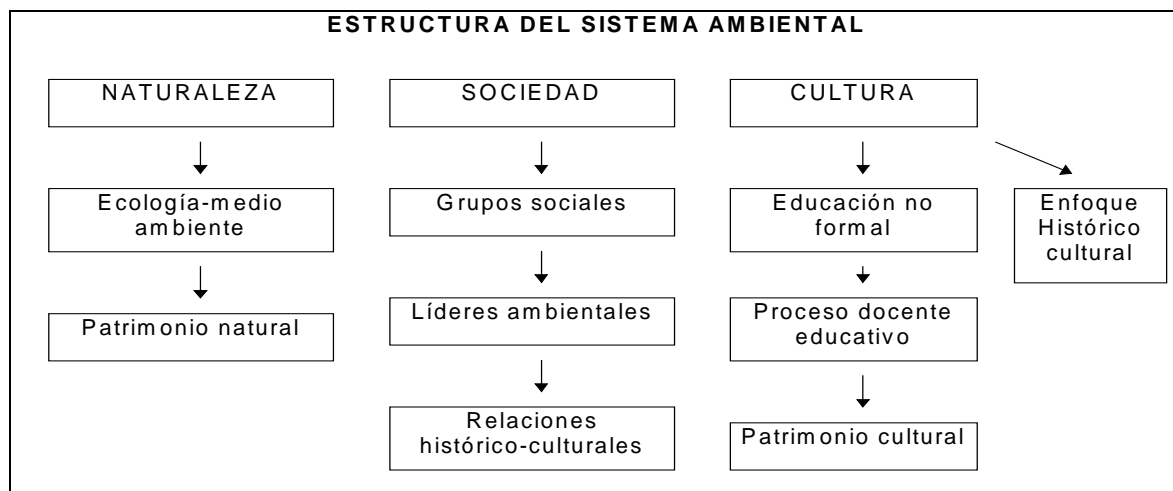 ESTRUCTURA DEL SISTEMA AMBIENTAL
NATURALEZA
SOCIEDAD
CULTURA
Ecología-medio
ambiente
Grupos sociales
Educación no
formal
Enfoque
Histórico
cultural
Patrimonio natural
Líderes ambientales
Proceso docente
educativo
Relaciones
histórico-culturales
Patrimonio cultural